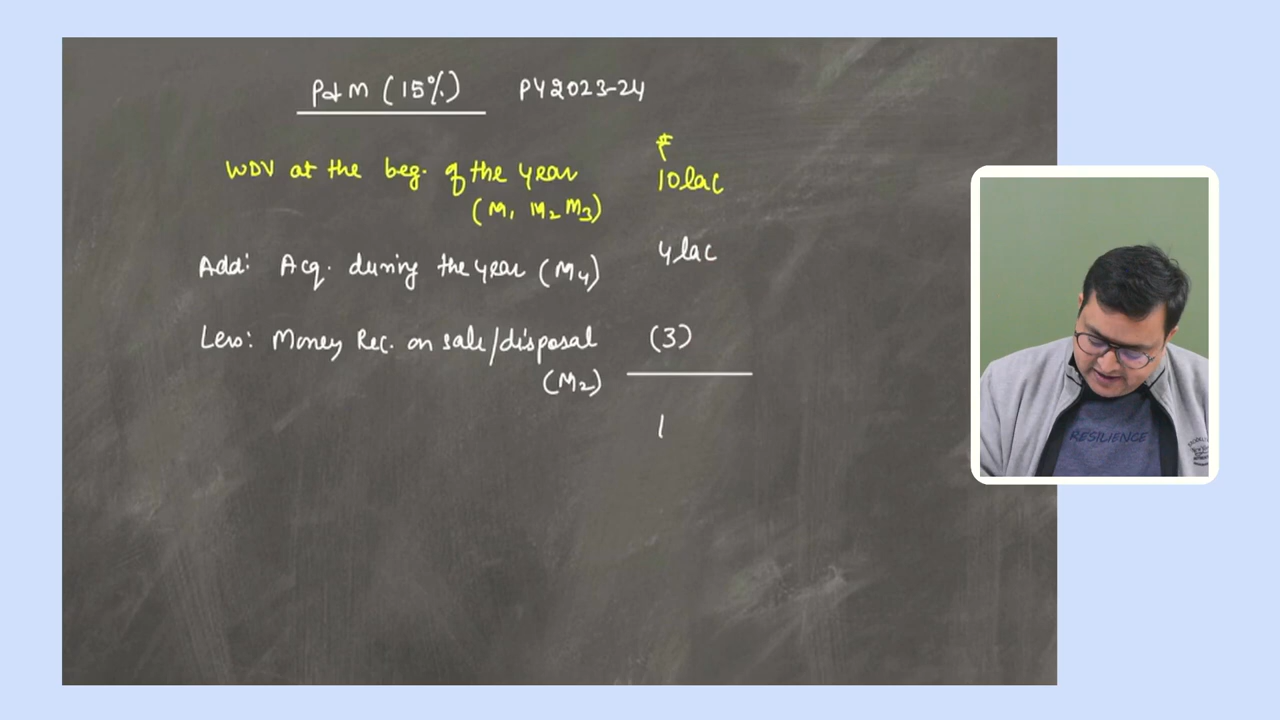 P&M (15%) PY2023-24
₹
WDV at the beg. of the year 10lac
(M1 M2 M3)
Add: Acq. during the year (M4) 4lac
Less: Money Rec. on sale/disposal (3)
(M2)
1
RESILIENCE